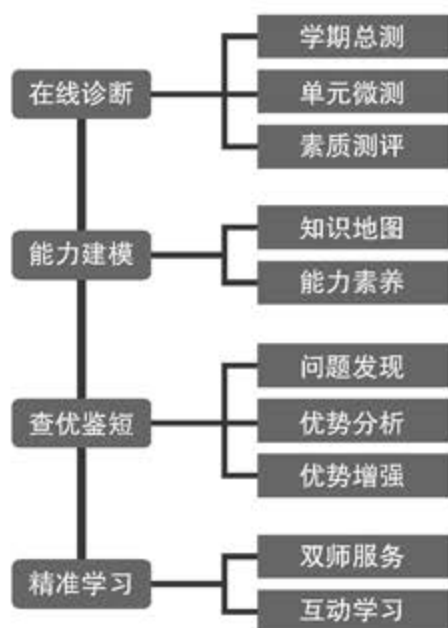 在线诊断
学期总测
单元微测
素质测评
能力建模
知识地图
能力素养
查优鉴短
问题发现
优势分析
优势增强
精准学习
双师服务
互动学习